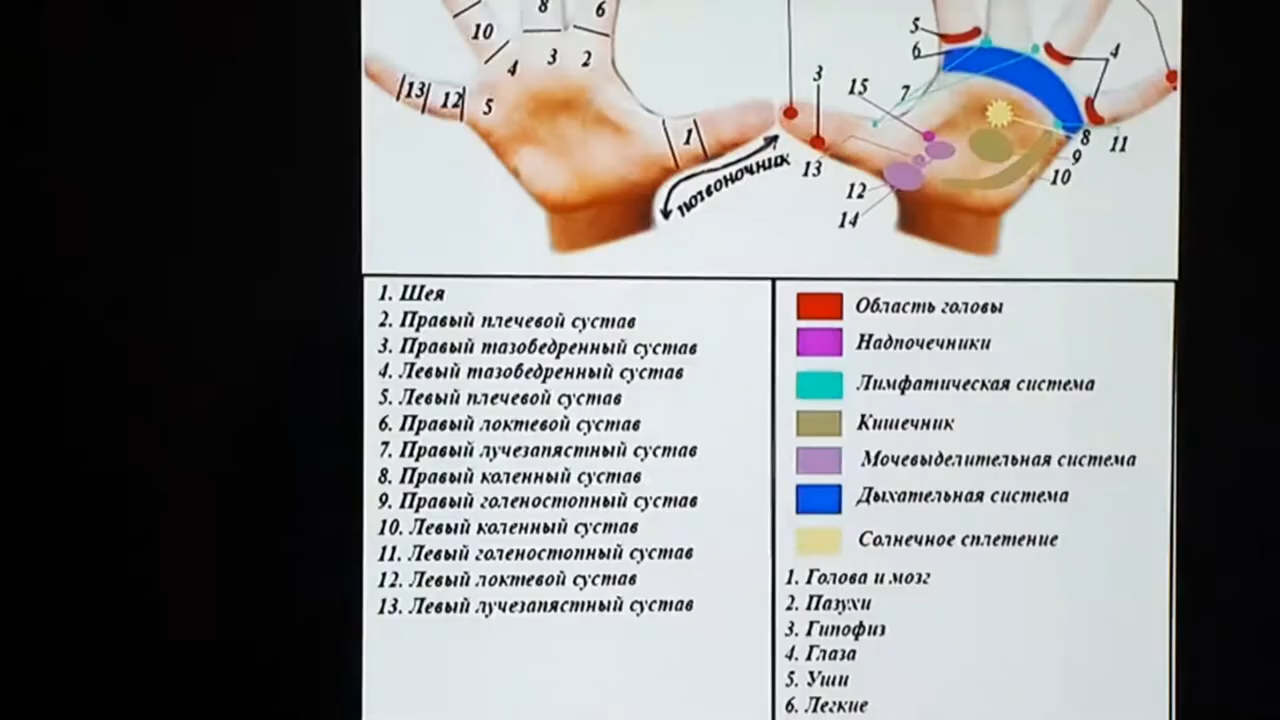 8
6
10
4
3
2
13
12
5
1
позвоночник
5
6
4
3
15
7
13
8
11
9
10
12
14
1. Шея
2. Правый плечевой сустав
3. Правый тазобедренный сустав
4. Левый тазобедренный сустав
5. Левый плечевой сустав
6. Правый локтевой сустав
7. Правый лучезапястный сустав
8. Правый коленный сустав
9. Правый голеностопный сустав
10. Левый коленный сустав
11. Левый голеностопный сустав
12. Левый локтевой сустав
13. Левый лучезапястный сустав
Область головы
Надпочечники
Лимфатическая система
Кишечник
Мочевыделительная система
Дыхательная система
Солнечное сплетение
1. Голова и мозг
2. Пазухи
3. Гипофиз
4. Глаза
5. Уши
6. Легкие